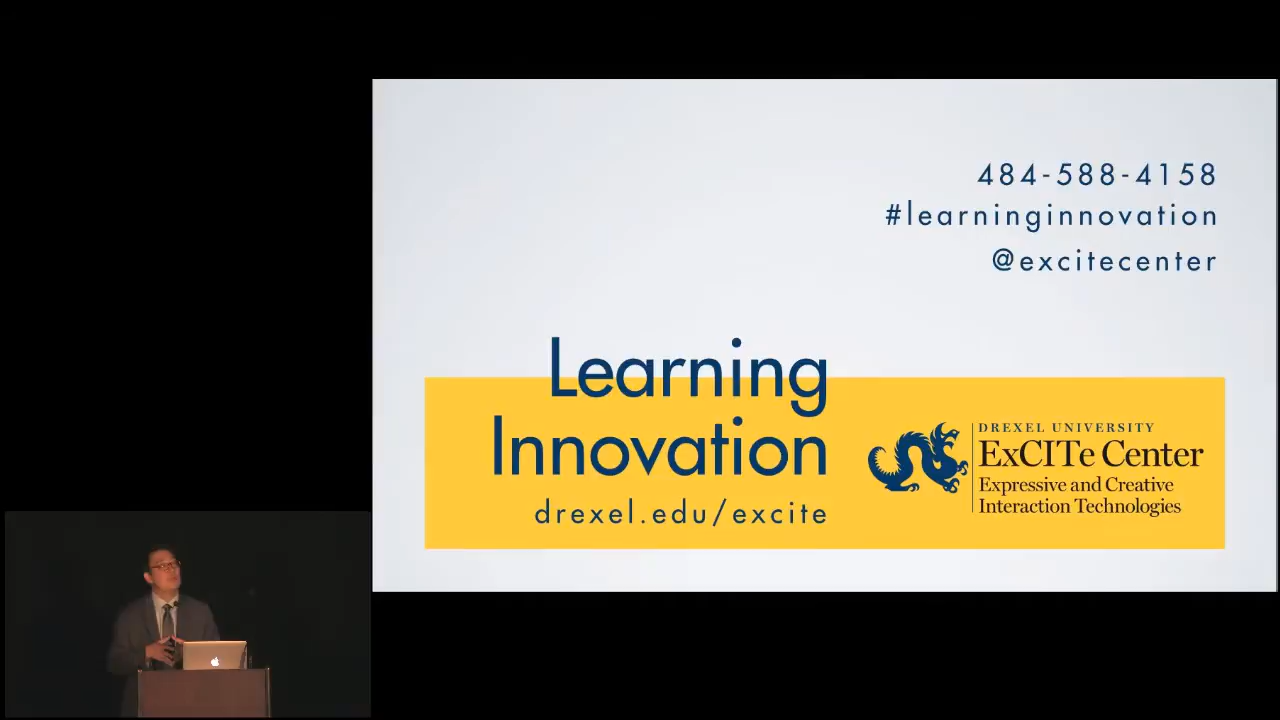 484-588-4158
#learninginnovation
@excitecenter
Learning
Innovation
drexel.edu/excite
DREXEL UNIVERSITY
ExCITe Center
Expressive and Creative
Interaction Technologies